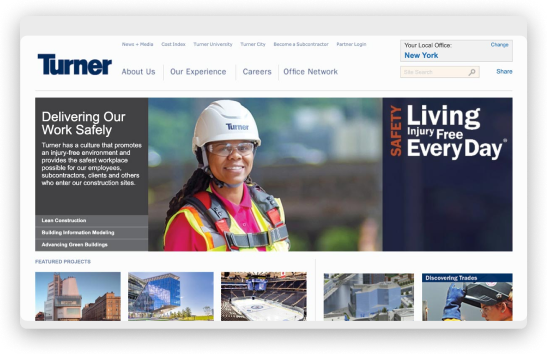 News + Media   Cost Index   Turner University   Turner City   Become a Subcontractor   Partner Login
Your Local Office:   Change
New York
Turner
About Us   Our Experience   Careers   Office Network
Site Search   Share
Delivering Our
Work Safely
Turner has a culture that promotes
an injury-free environment and
provides the safest workplace
possible for our employees,
subcontractors, clients and others
who enter our construction sites.
Lean Construction
Building Information Modeling
Advancing Green Buildings
Turner
SAFETY
Living
Injury Free
Every Day®
FEATURED PROJECTS
Discovering Trades